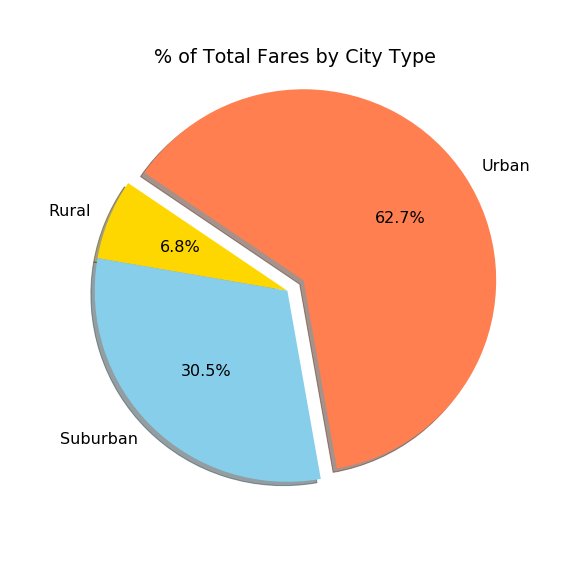 % of Total Fares by City Type
Urban
62.7%
Rural
6.8%
30.5%
Suburban